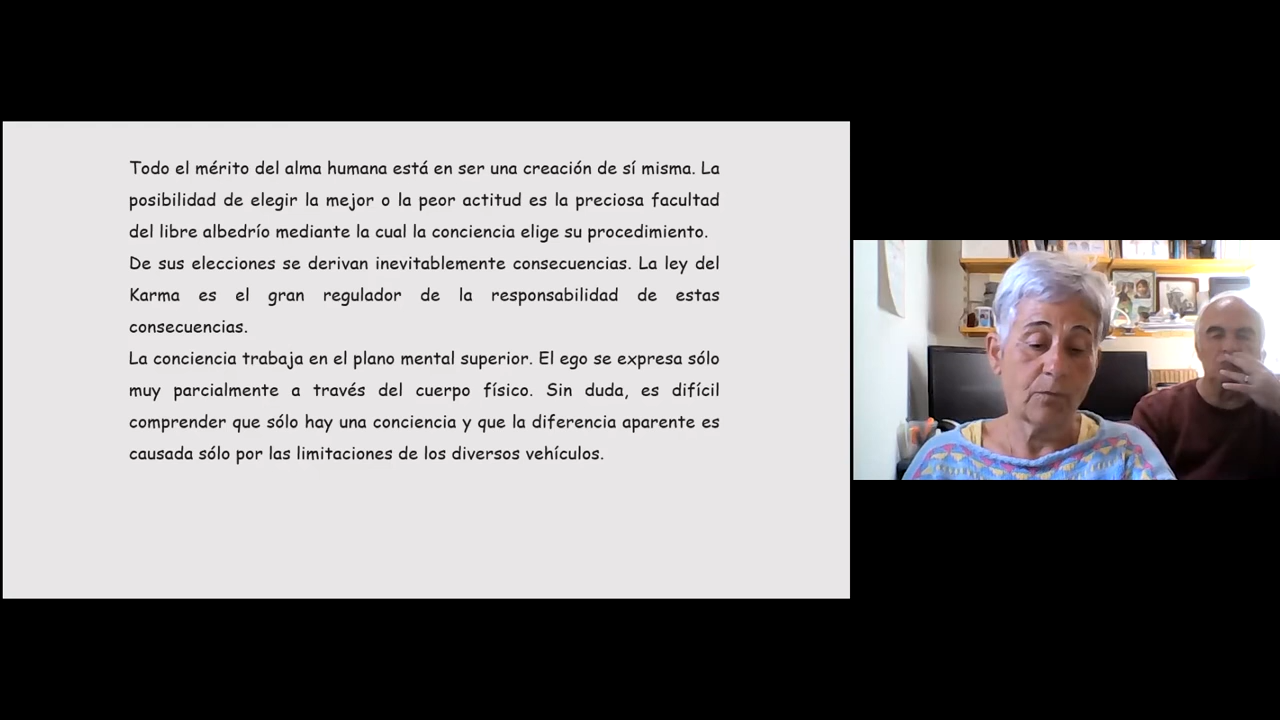 Todo el mérito del alma humana está en ser una creación de sí misma. La
posibilidad de elegir la mejor o la peor actitud es la preciosa facultad
del libre albedrío mediante la cual la conciencia elige su procedimiento.
De sus elecciones se derivan inevitablemente consecuencias. La ley del
Karma es el gran regulador de la responsabilidad de estas
consecuencias.
La conciencia trabaja en el plano mental superior. El ego se expresa sólo
muy parcialmente a través del cuerpo físico. Sin duda, es difícil
comprender que sólo hay una conciencia y que la diferencia aparente es
causada sólo por las limitaciones de los diversos vehículos.